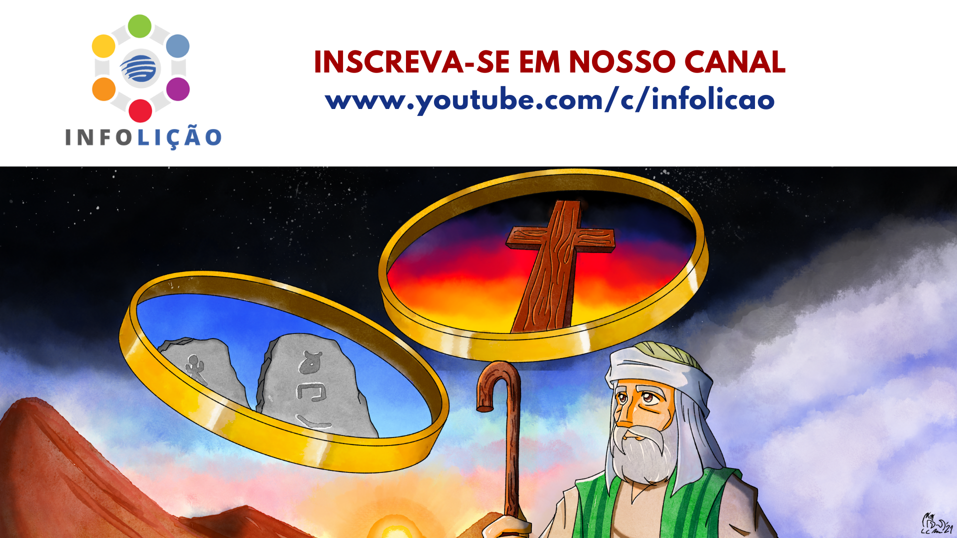 INSCREVA-SE EM NOSSO CANAL
www.youtube.com/c/infolicao
INFOLIÇÃO